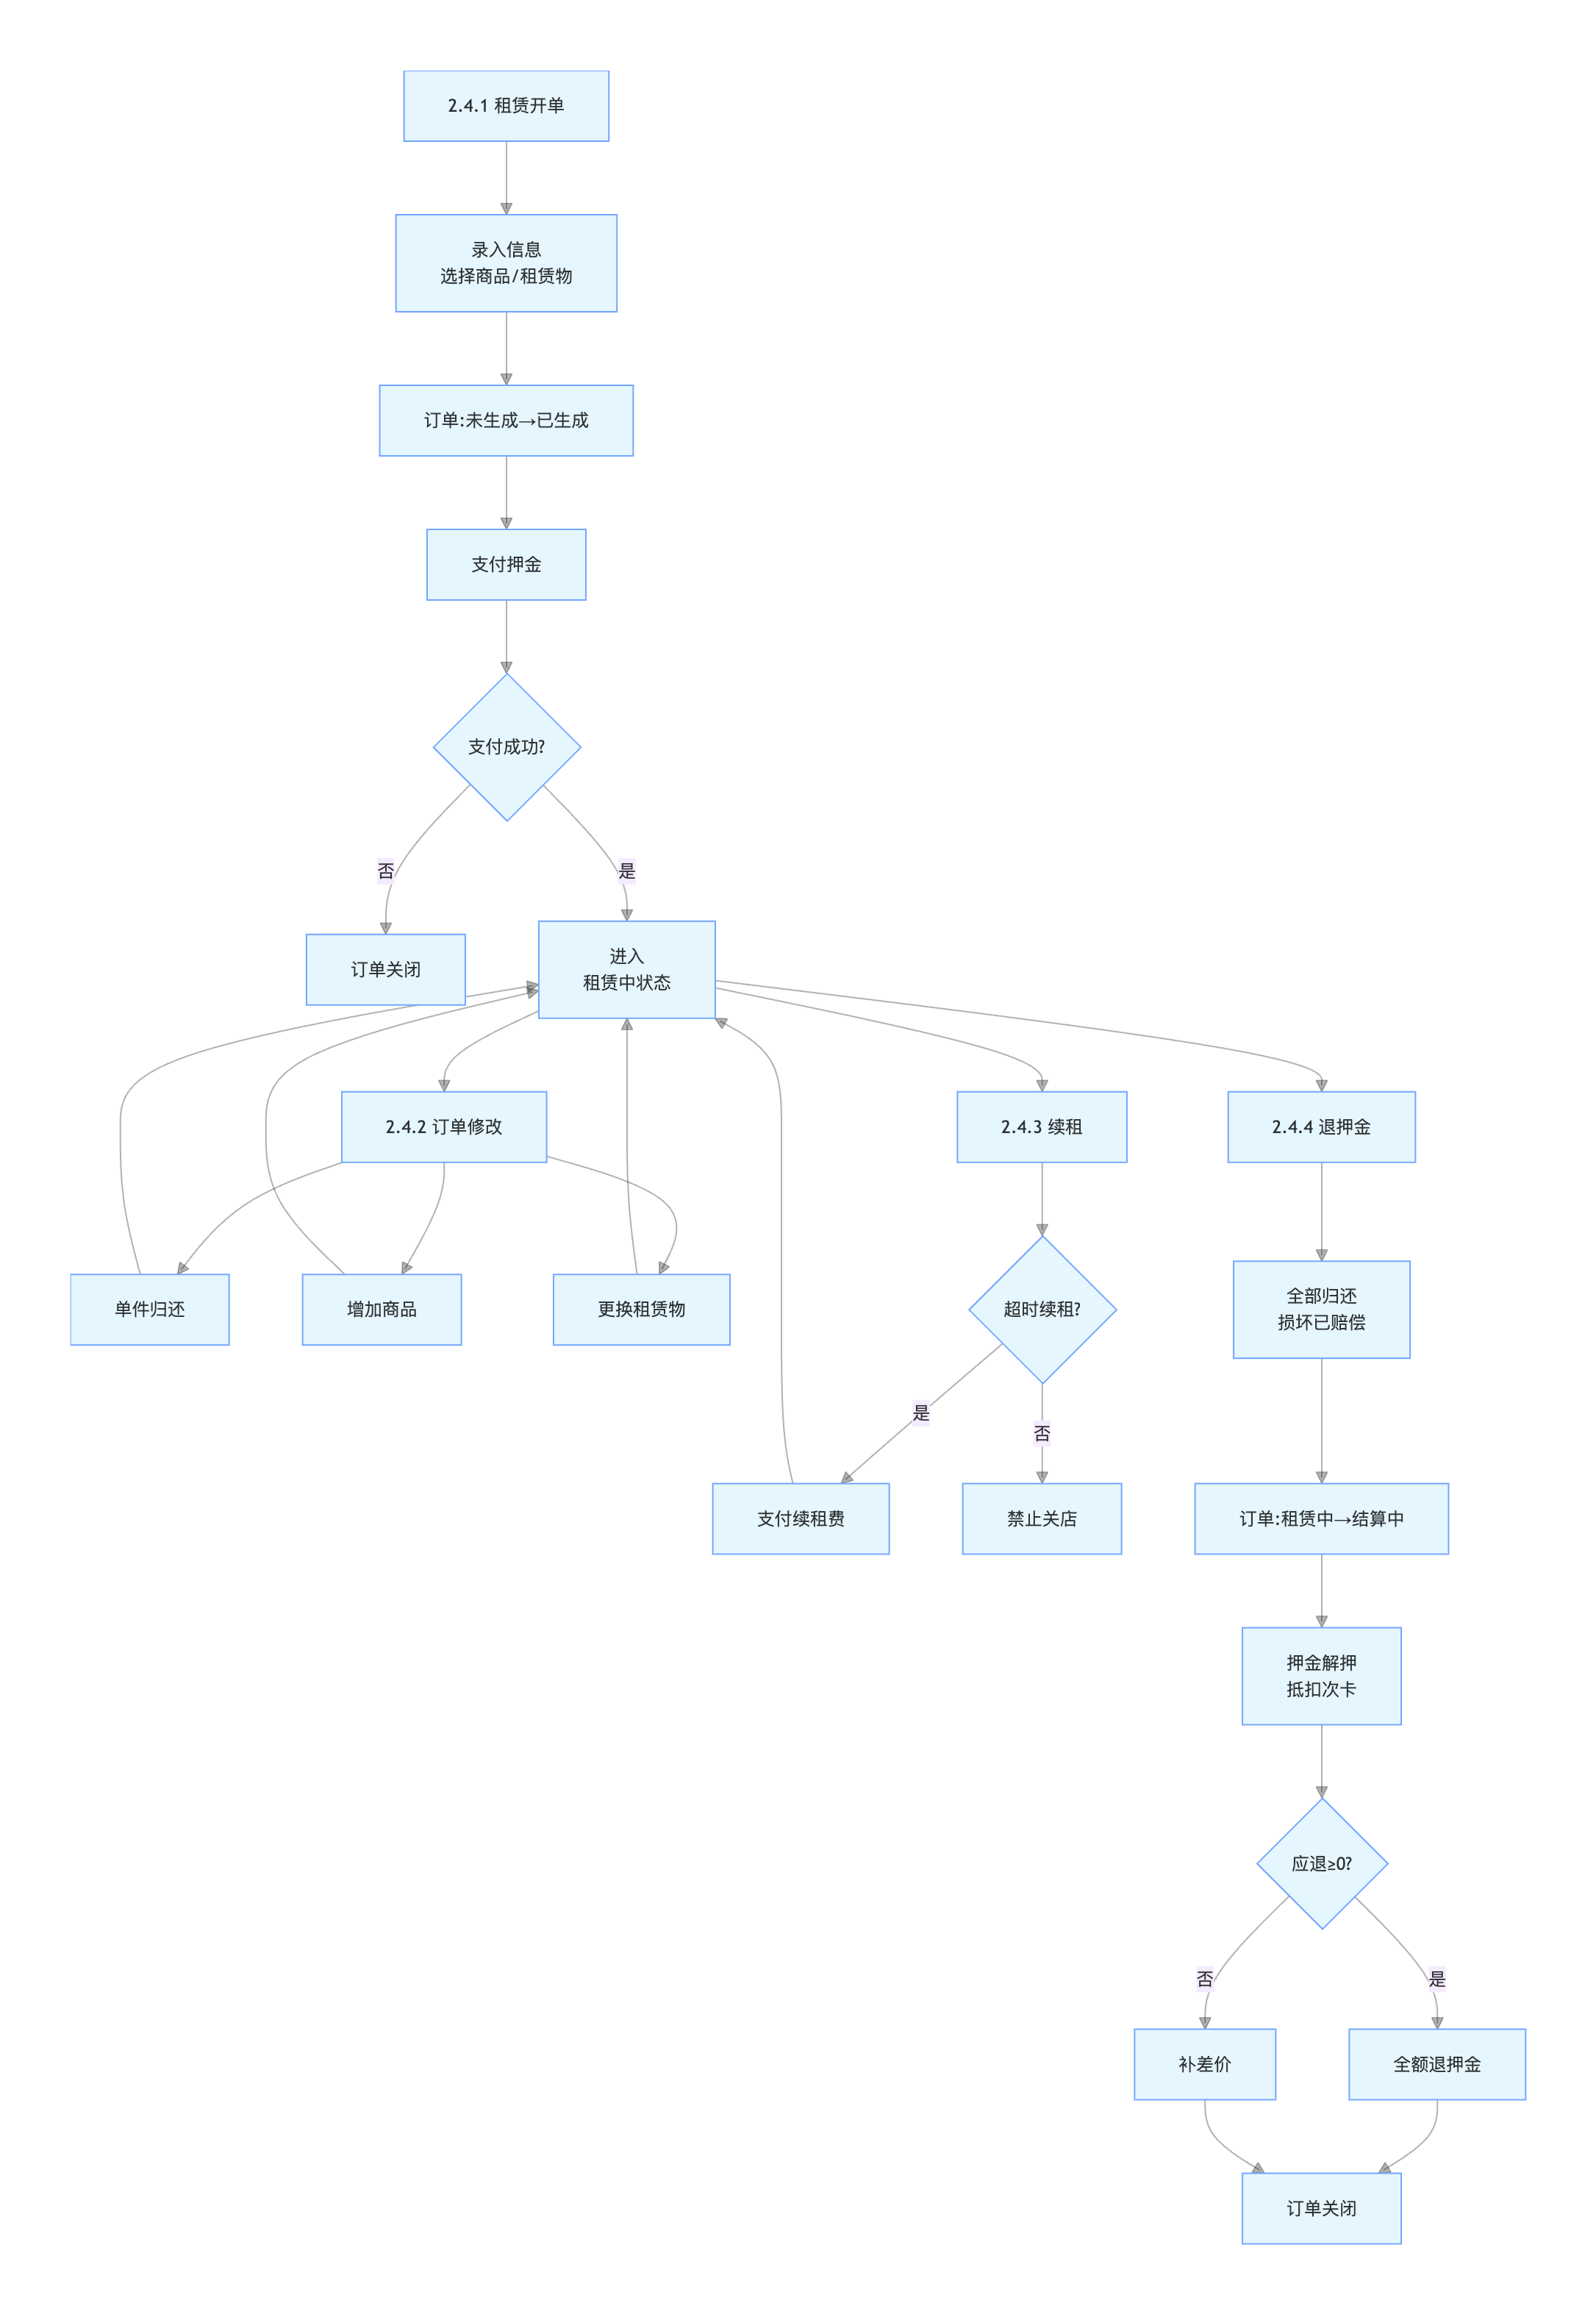 2.4.1 租赁开单
录入信息
选择商品/租赁物
订单:未生成→已生成
支付押金
支付成功?
否
是
订单关闭
进入
租赁中状态
2.4.2 订单修改
2.4.3 续租
2.4.4 退押金
单件归还
增加商品
更换租赁物
超时续租?
全部归还
损坏已赔偿
是
否
支付续租费
禁止关店
订单:租赁中→结算中
押金解押
抵扣次卡
应退≥0?
否
是
补差价
全额退押金
订单关闭